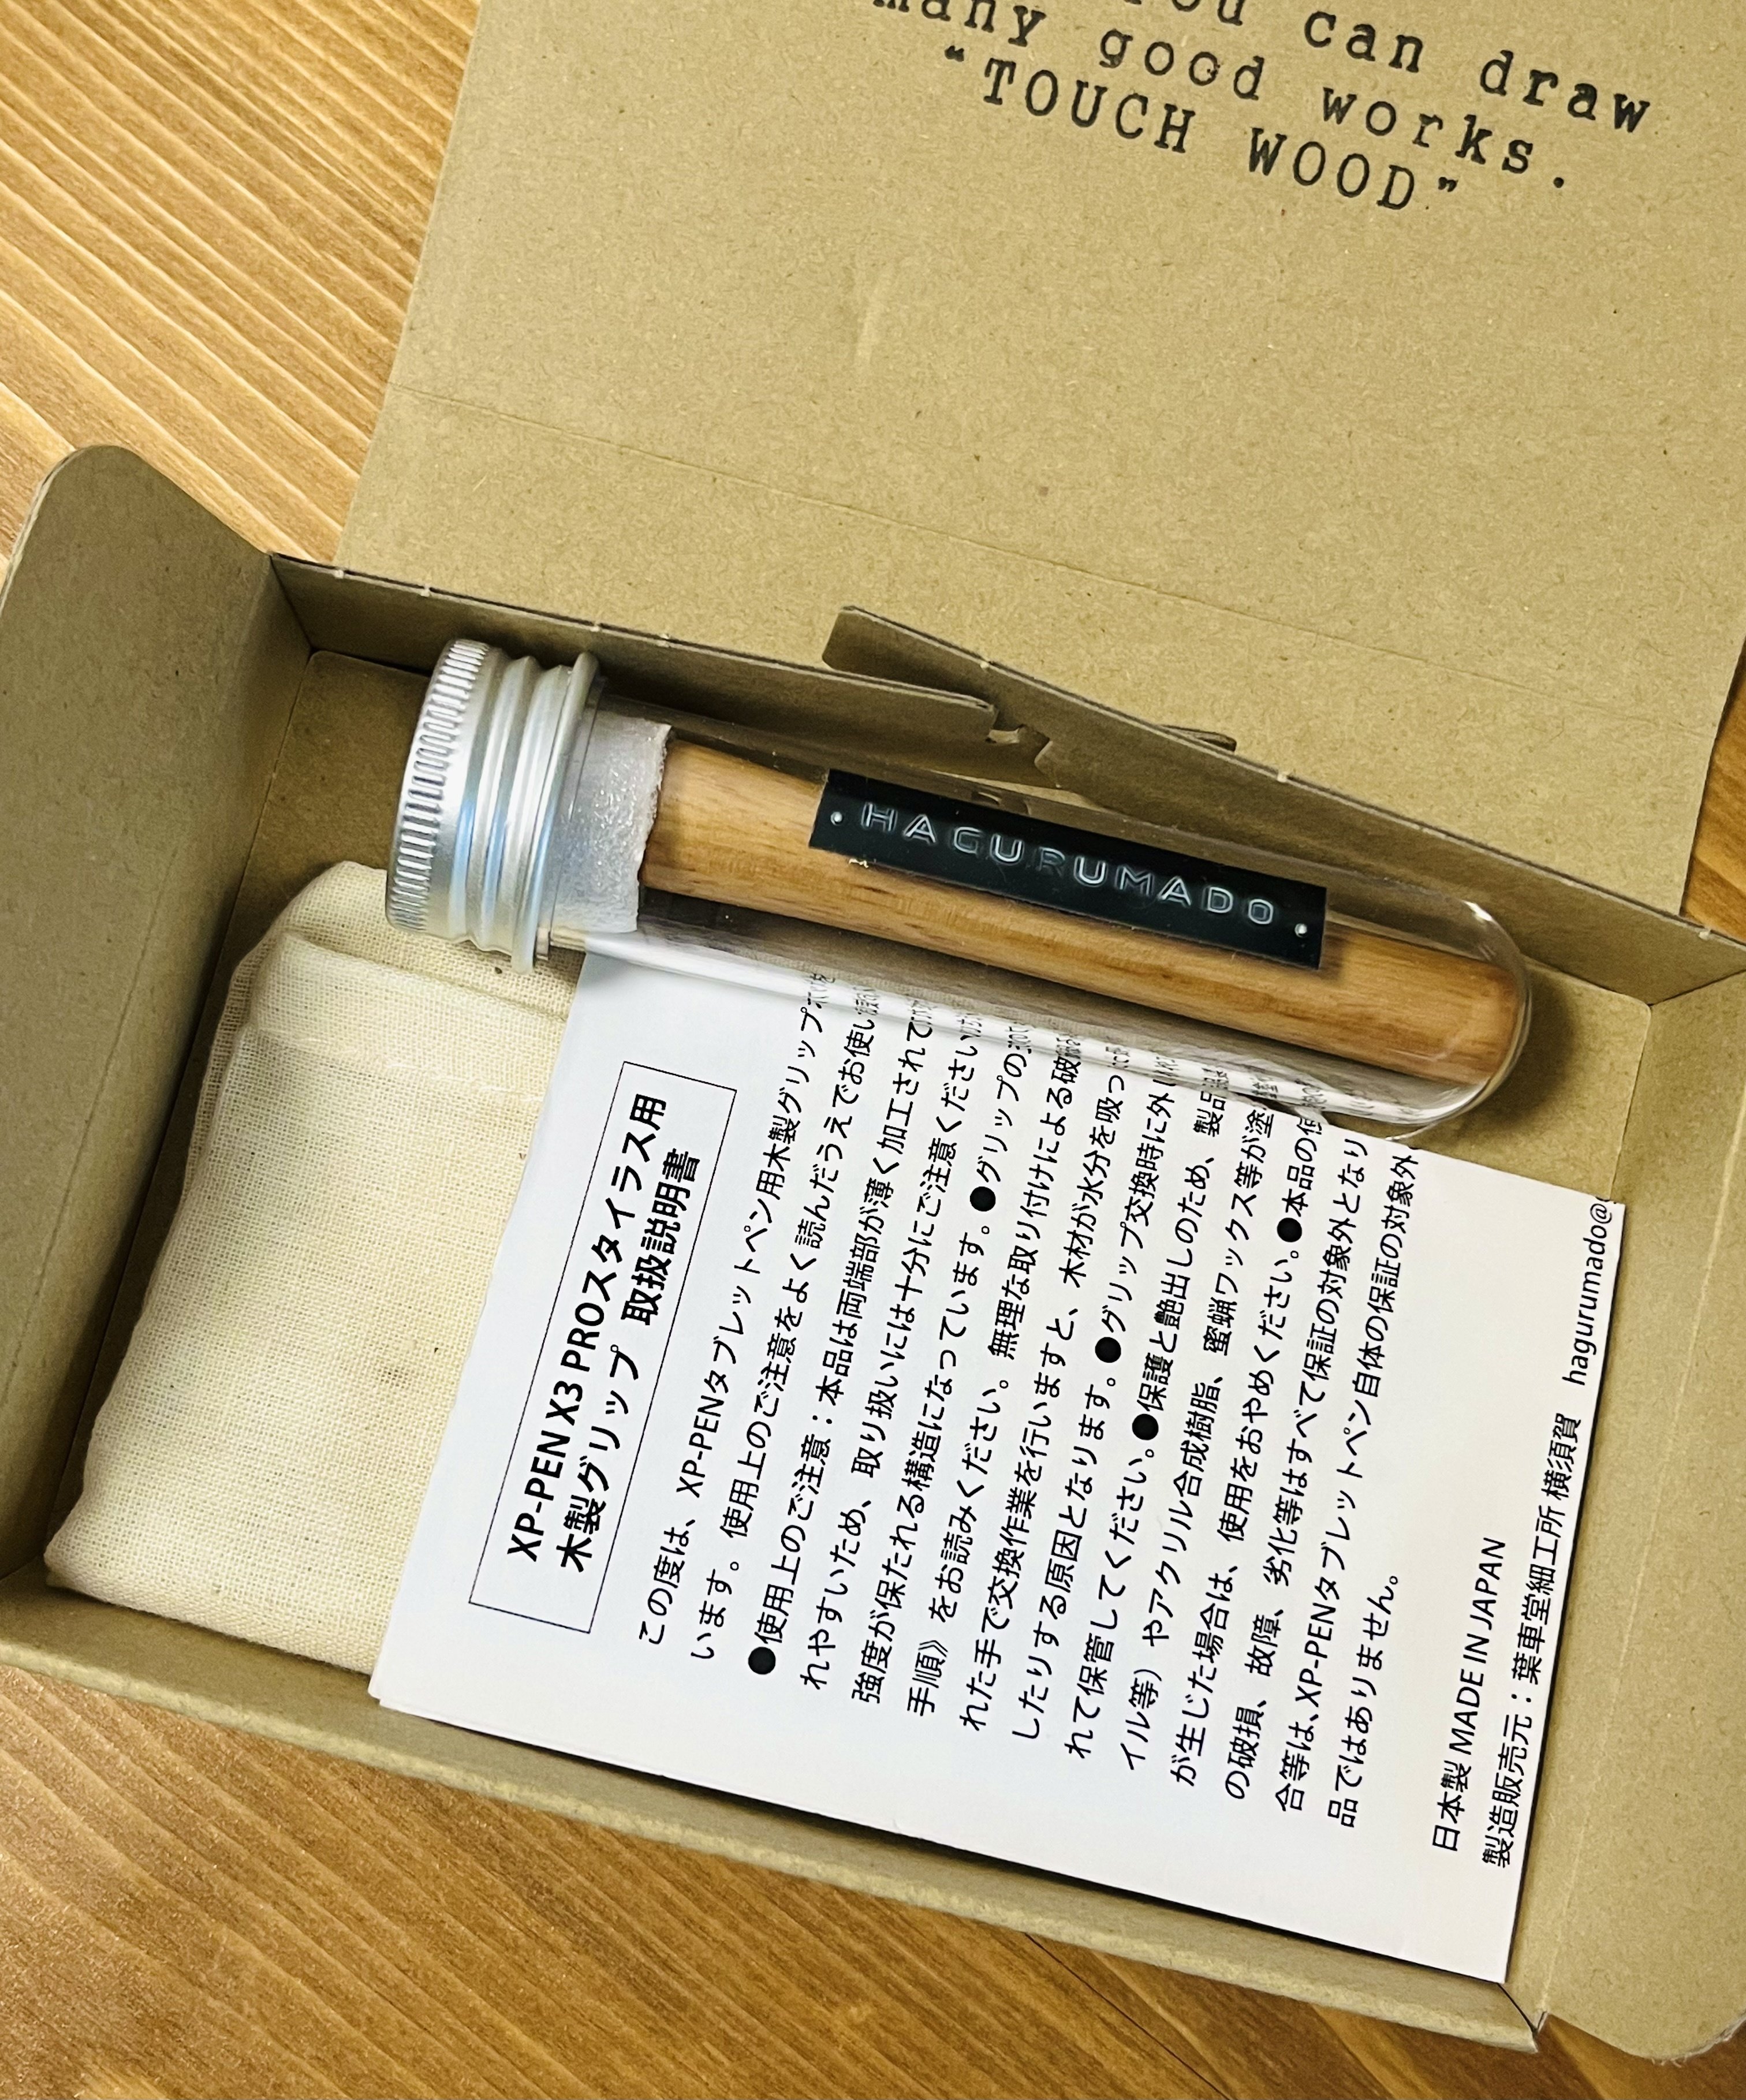 You can draw
many good works.
“TOUCH WOOD”
HAGURUMADO
XP-PEN X3 PROスタイラス用
木製グリップ　取扱説明書
この度は、XP-PENタブレットペン用木製グリップ
います。使用上のご注意をよく読んだうえでお使い
●使用上のご注意：本品は両端部が薄く加工されて
れやすいため、取り扱いには十分にご注意ください
強度が保たれる構造になっています。●グリップの
手順》をお読みください。無理な取り付けによる破
れた手で交換作業を行いますと、木材が水分を吸っ
したりする原因となります。●グリップ交換時に外し
れて保管してください。●保護と艶出しのため、製品
イル等）やアクリル合成樹脂、蜜蝋ワックス等が塗
が生じた場合は、使用をおやめください。●本品の
の破損、故障、劣化等はすべて保証の対象外となり
合等は、XP-PENタブレットペン自体の保証の対象外
品ではありません。
日本製 MADE IN JAPAN
製造販売元：葉車堂細工所 横須賀　hagurumado@